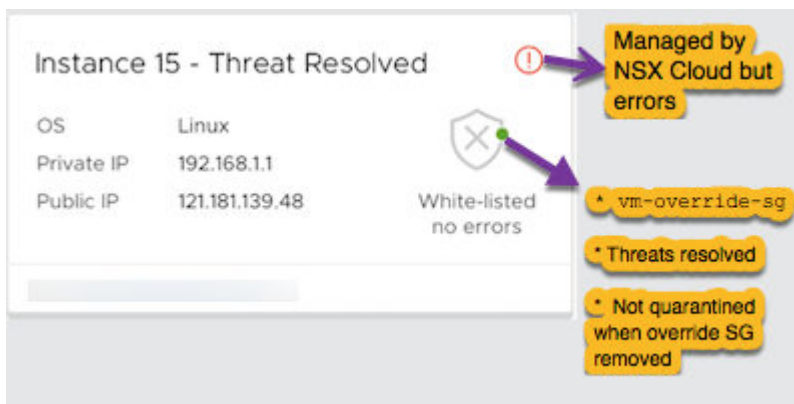 Instance 15 - Threat Resolved
OS Linux
Private IP 192.168.1.1
Public IP 121.181.139.48
White-listed
no errors
Managed by
NSX Cloud but
errors
* vm-override-sg
* Threats resolved
* Not quarantined
when override SG
removed